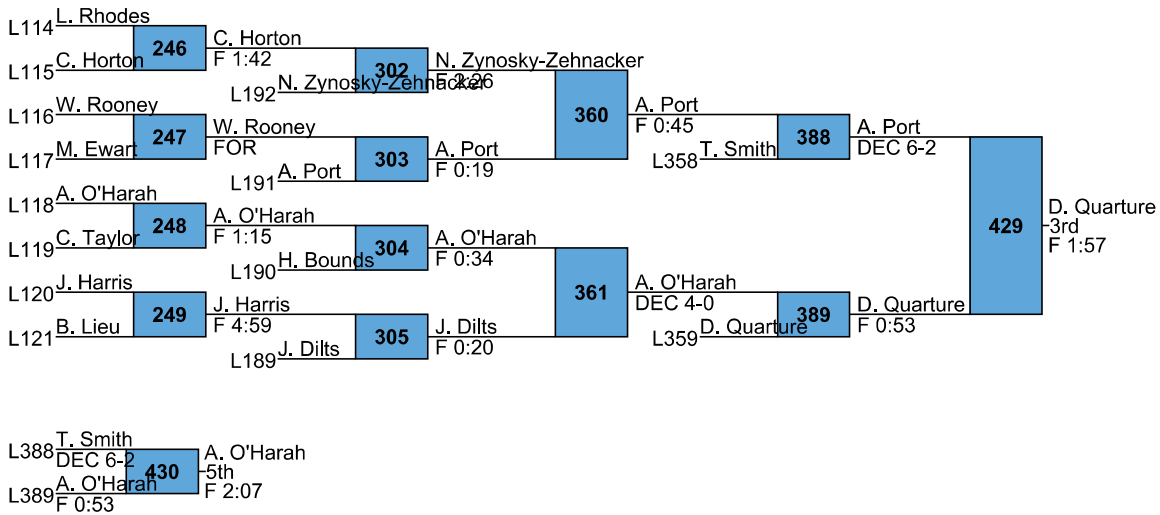 L114 L. Rhodes
246
C. Horton
F 1:42
L115 C. Horton
302
N. Zynosky-Zehnacker
F 2:26
L192 N. Zynosky-Zehnacker
L116 W. Rooney
247
W. Rooney
FOR
L117 M. Ewart
303
A. Port
F 0:19
L191 A. Port
360
A. Port
F 0:45
L358 T. Smith
388
A. Port
DEC 6-2
L118 A. O'Harah
248
A. O'Harah
F 1:15
L119 C. Taylor
304
A. O'Harah
F 0:34
L190 H. Bounds
L120 J. Harris
249
J. Harris
F 4:59
L121 B. Lieu
305
J. Dilts
F 0:20
L189 J. Dilts
361
A. O'Harah
DEC 4-0
L359 D. Quarture
389
D. Quarture
F 0:53
429
D. Quarture
3rd
F 1:57
L388 T. Smith
DEC 6-2
430
A. O'Harah
5th
F 2:07
L389 A. O'Harah
F 0:53